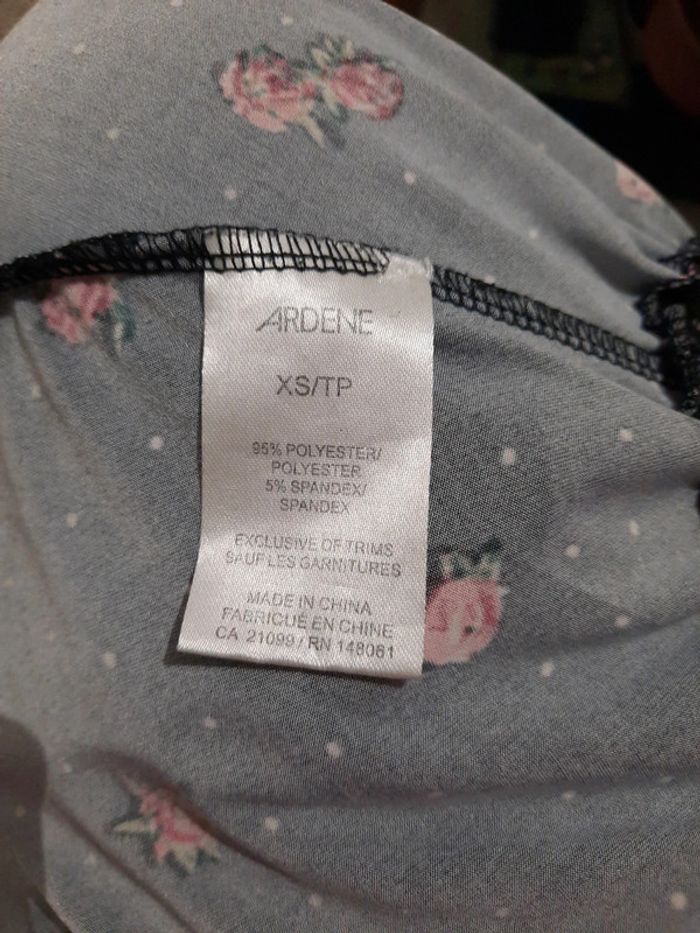 ARDENE
XS/TP
95% POLYESTER/
POLYESTER
5% SPANDEX/
SPANDEX
EXCLUSIVE OF TRIMS
SAUF LES GARNITURES
MADE IN CHINA
FABRIQUÉ EN CHINE
CA 21099 / RN 148061